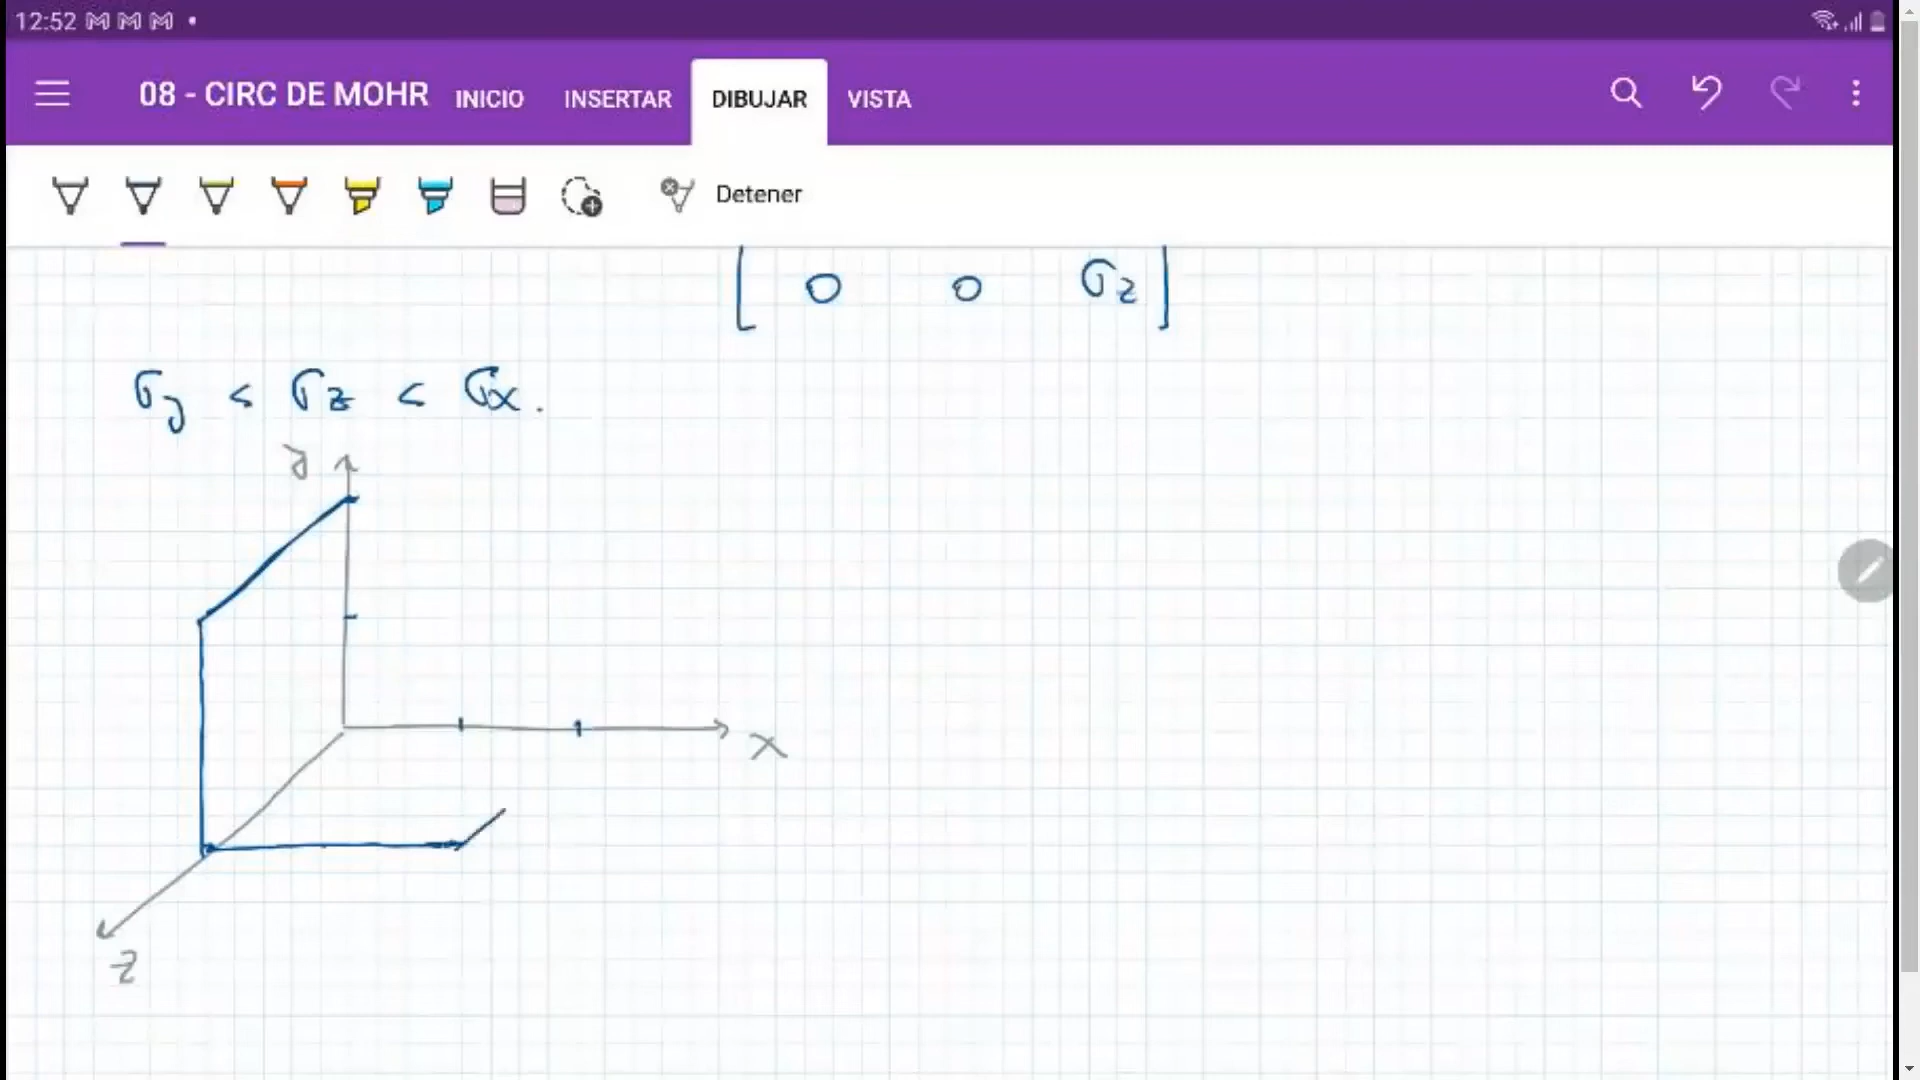 12:52
08 - CIRC DE MOHR INICIO INSERTAR DIBUJAR VISTA
Detener
0 0 σz
σy < σz < σx.
y
x
z